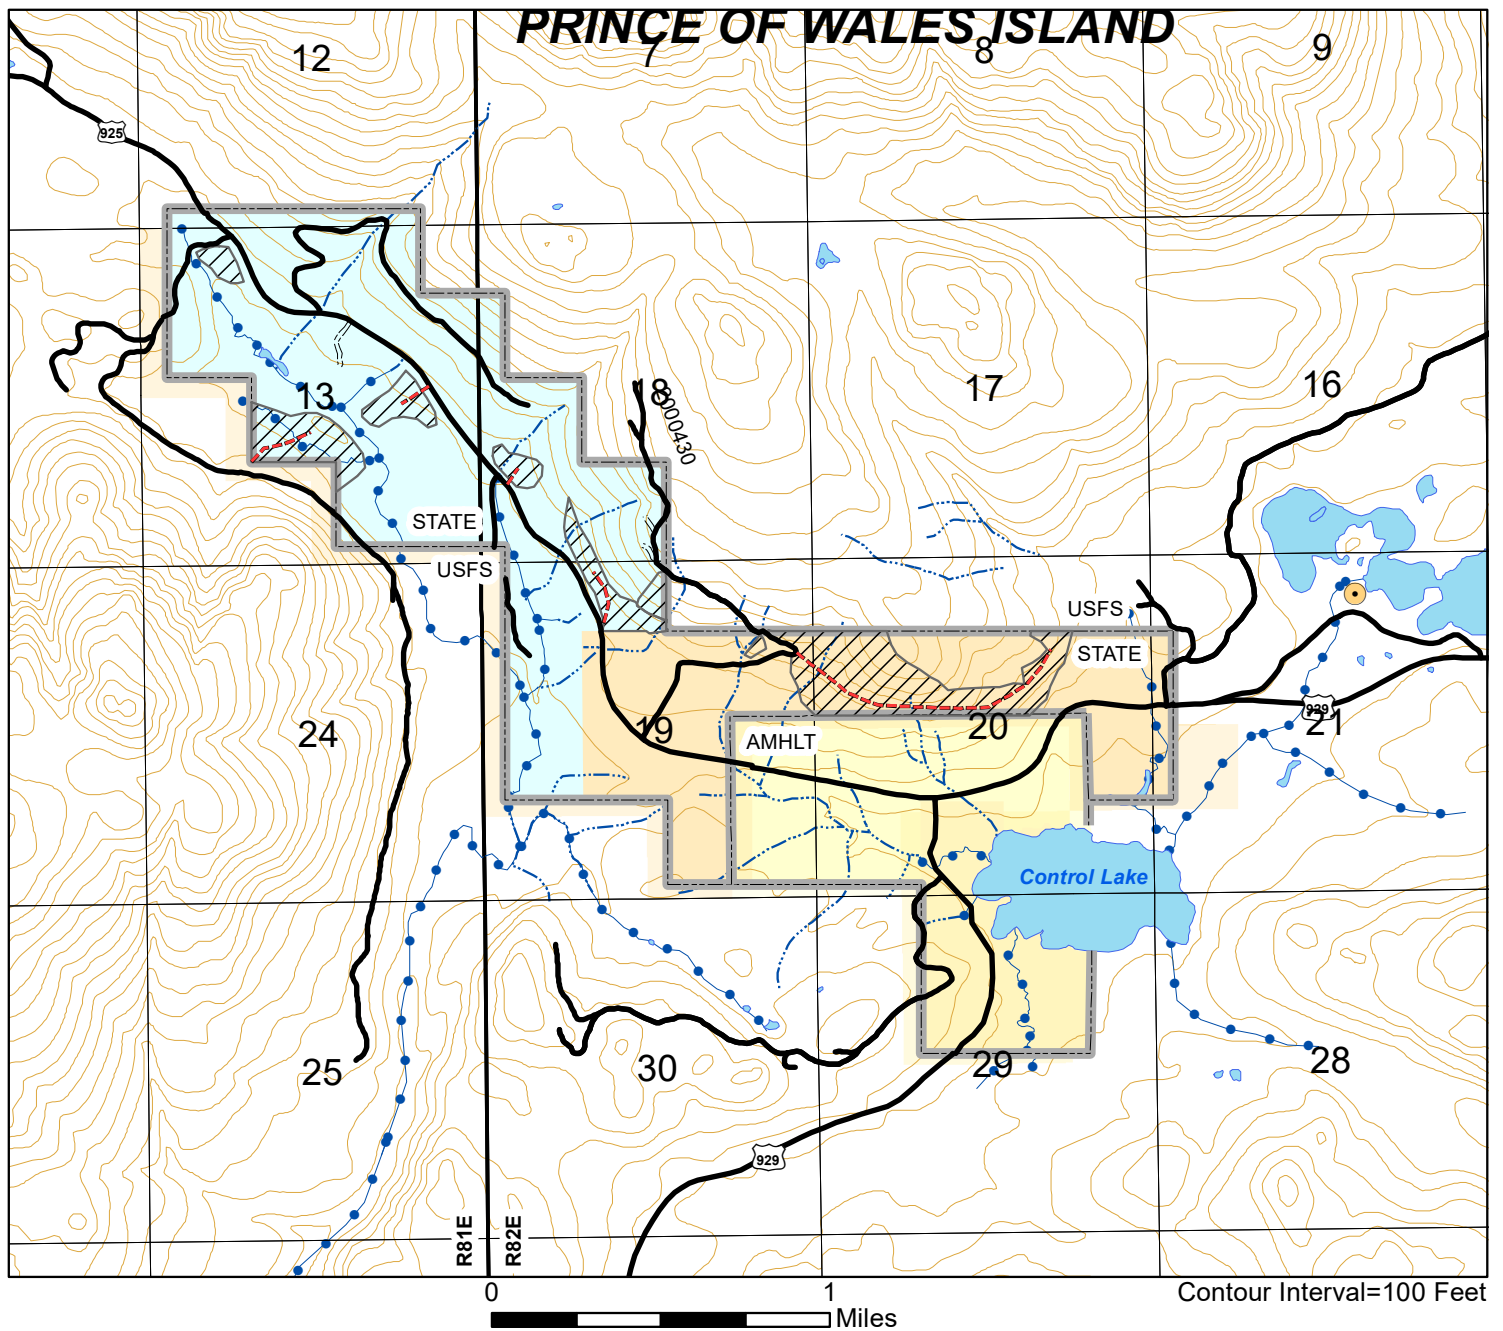 PRINCE OF WALES ISLAND
12
7
8
9
925
13
18
17
16
8000430
STATE
USFS
USFS
STATE
24
19
AMHLT
20
929
21
Control Lake
25
30
29
28
929
R81E
R82E
0
1
Miles
Contour Interval=100 Feet